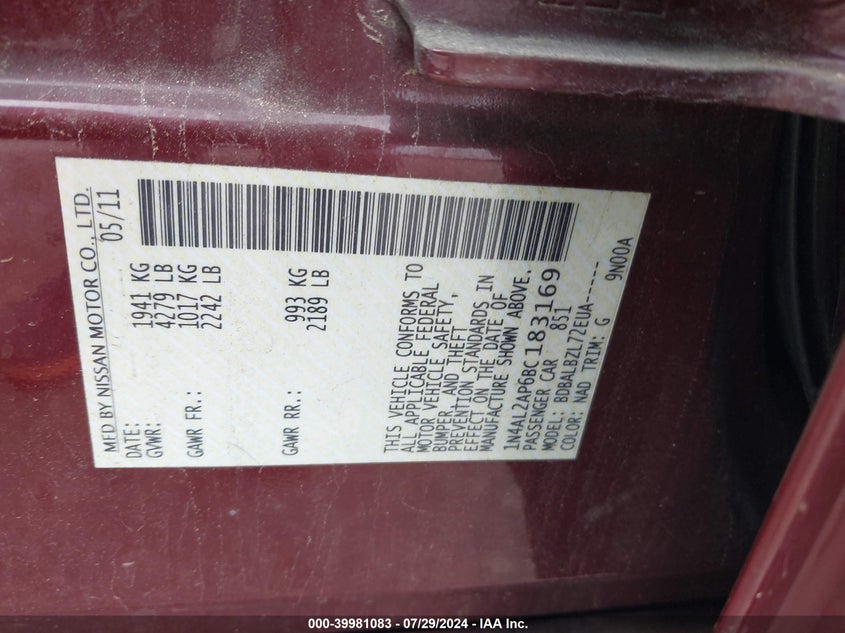 MFD BY NISSAN MOTOR CO., LTD.
DATE: 05/11
GVWR: 1941 KG
4279 LB
GAWR FR.: 1017 KG
2242 LB
GAWR RR.: 993 KG
2189 LB
THIS VEHICLE CONFORMS TO
ALL APPLICABLE FEDERAL
MOTOR VEHICLE SAFETY,
BUMPER, AND THEFT
PREVENTION STANDARDS IN
EFFECT ON THE DATE OF
MANUFACTURE SHOWN ABOVE.
1N4AL2AP6BC183169
PASSENGER CAR 851
MODEL: BDBALBZL72EUA------
COLOR: NAD TRIM: G 9N00A
000-39981083 - 07/29/2024 - IAA Inc.